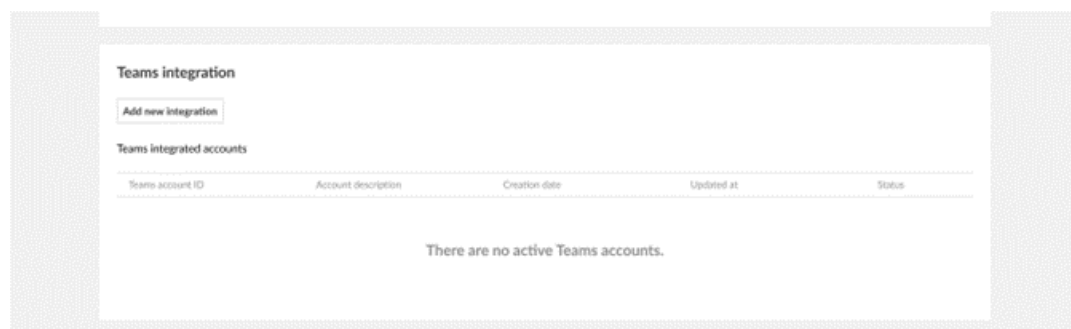 Teams integration
Add new integration
Teams integrated accounts
Teams account ID Account description Creation date Updated at Status
There are no active Teams accounts.